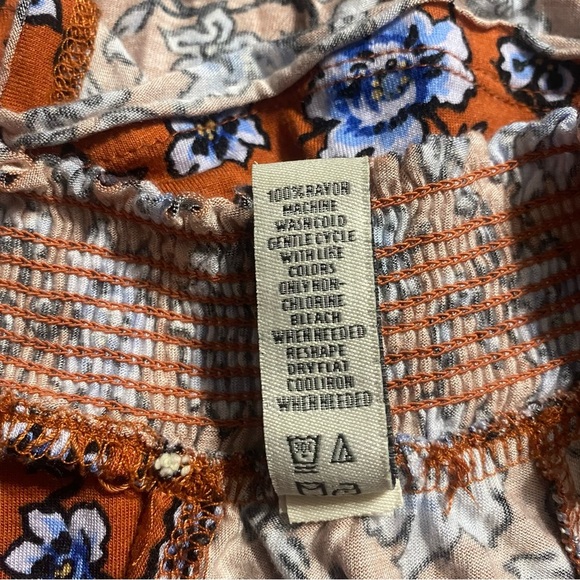 100% RAYON
MACHINE
WASH COLD
GENTLE CYCLE
WITH LIKE
COLORS
ONLY NON-
CHLORINE
BLEACH
WHEN NEEDED
RESHAPE
DRY FLAT
COOL IRON
WHEN NEEDED
30C